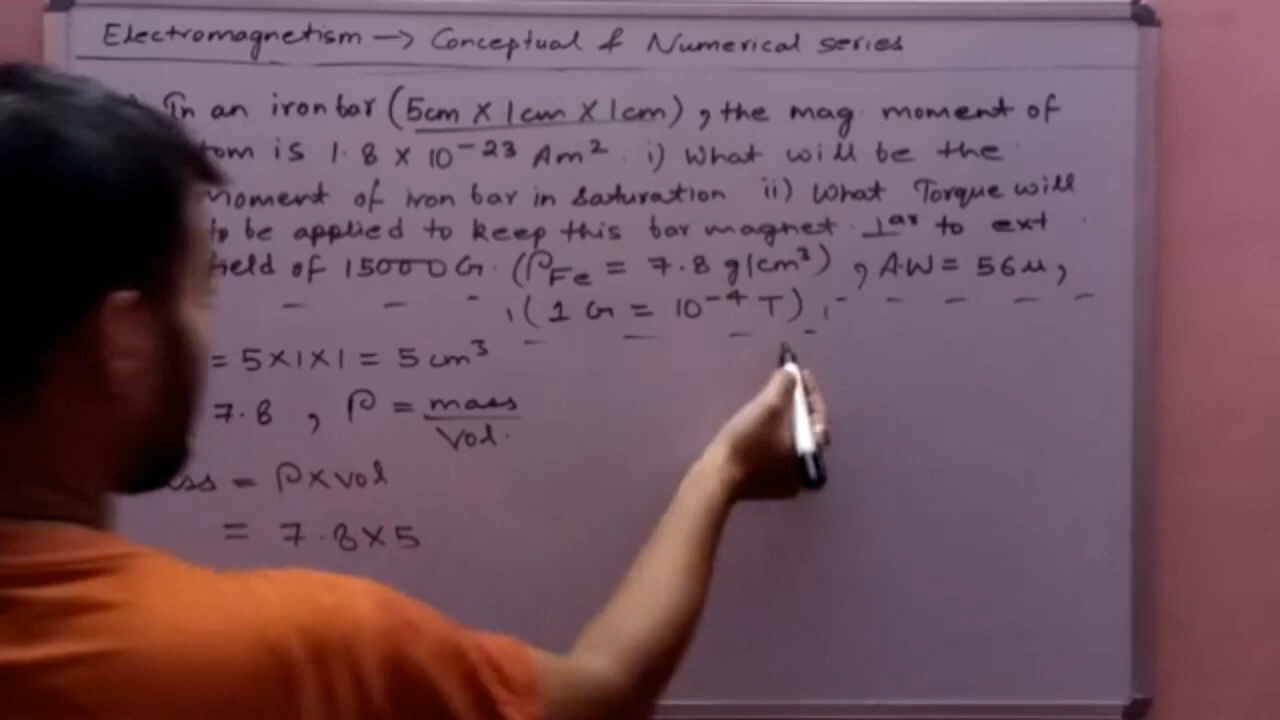 Electromagnetism → Conceptual & Numerical series
In an iron bar (5cm X 1cm X 1cm), the mag moment of
tom is 1.8 X 10⁻²³ Am² i) What will be the
moment of iron bar in saturation ii) What Torque will
to be applied to keep this bar magnet ⊥ar to ext
field of 15000 G. (ρFe = 7.8 g/cm³), A.W = 56u,
(1 G = 10⁻⁴ T)
= 5X1X1 = 5 cm³
7.8 , ρ = mass/Vol.
ss = ρ X vol
= 7.8X5